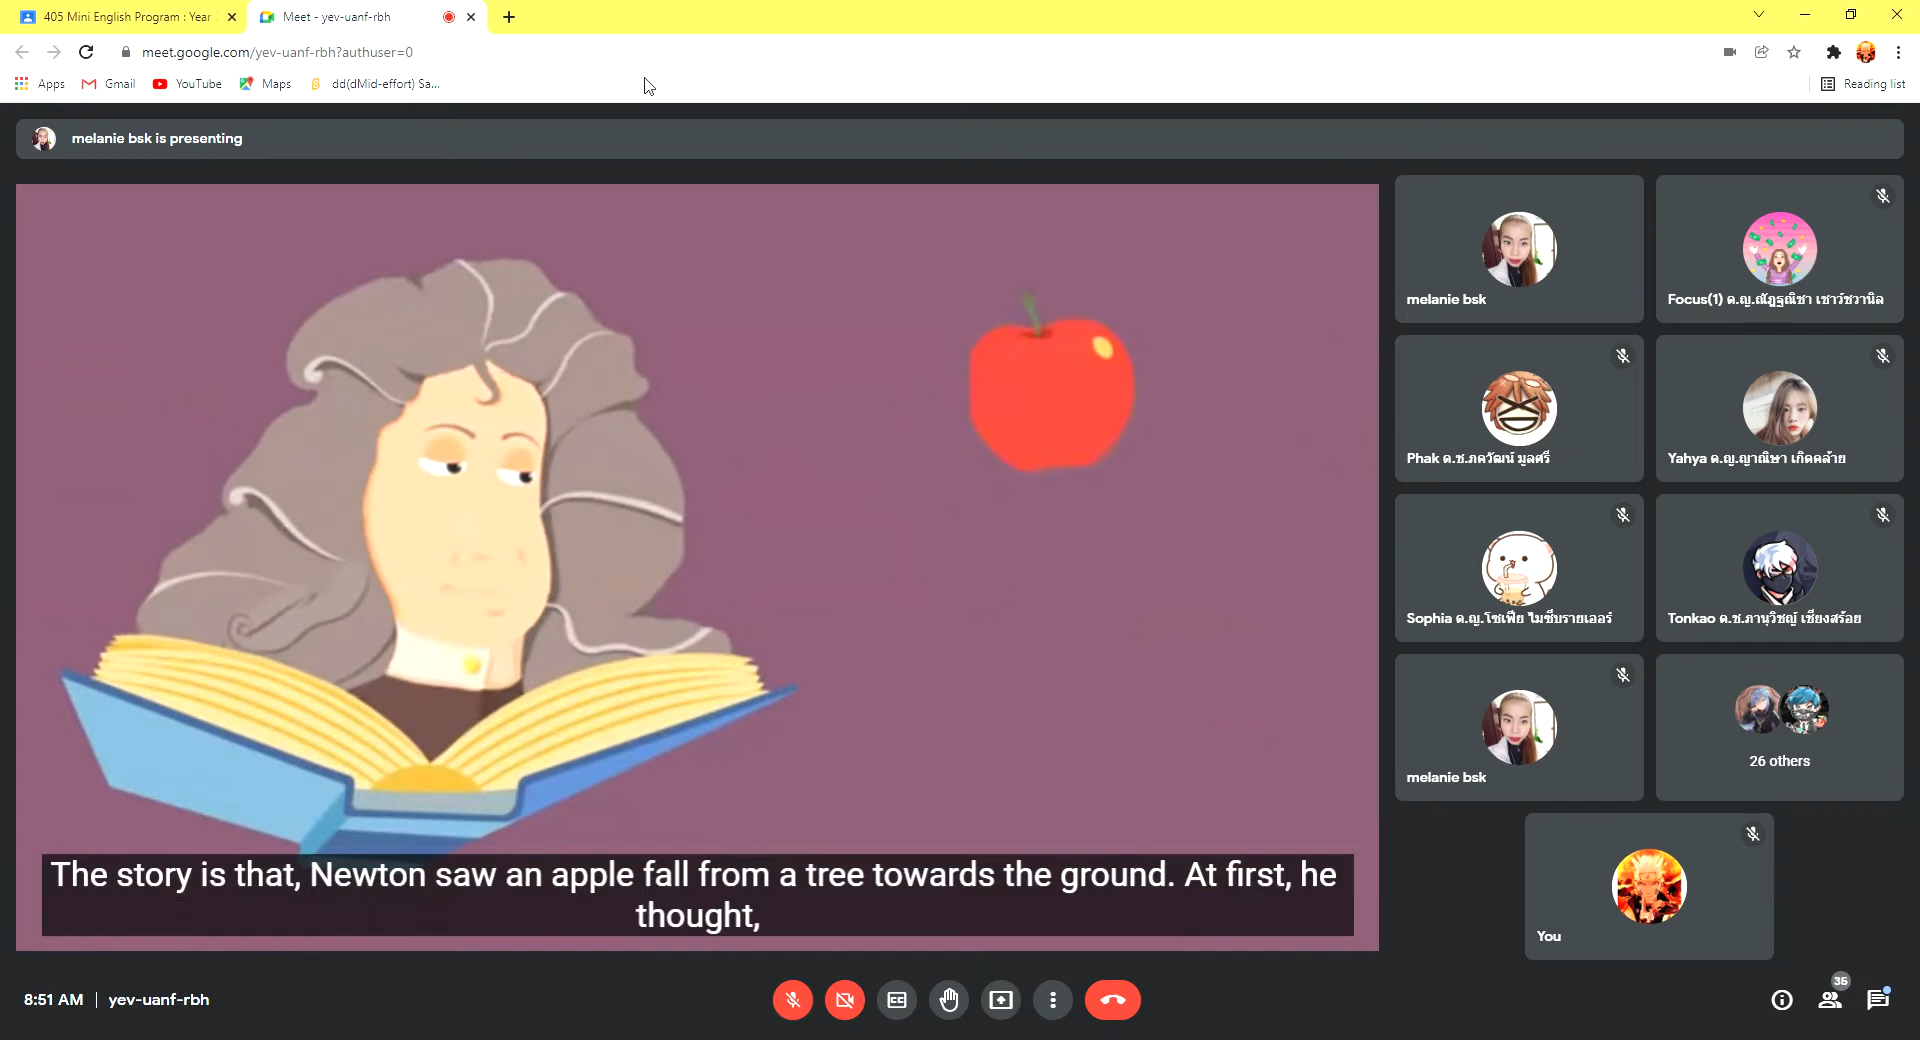 405 Mini English Program : Year
Meet - yev-uanf-rbh
meet.google.com/yev-uanf-rbh?authuser=0
Apps
Gmail
YouTube
Maps
dd(dMid-effort) Sa...
Reading list
melanie bsk is presenting
The story is that, Newton saw an apple fall from a tree towards the ground. At first, he
thought,
melanie bsk
Focus(1) ด.ญ.ณัฏฐณิชา เชาว์ชวานิล
Phak ด.ช.ภควัฒน์ มูลศรี
Yahya ด.ญ.ญาณิษา เกิดคล้าย
Sophia ด.ญ.โซเฟีย ไมซ็บรายเออร์
Tonkao ด.ช.ภานุวิชญ์ เชียงสร้อย
melanie bsk
26 others
You
8:51 AM | yev-uanf-rbh
35